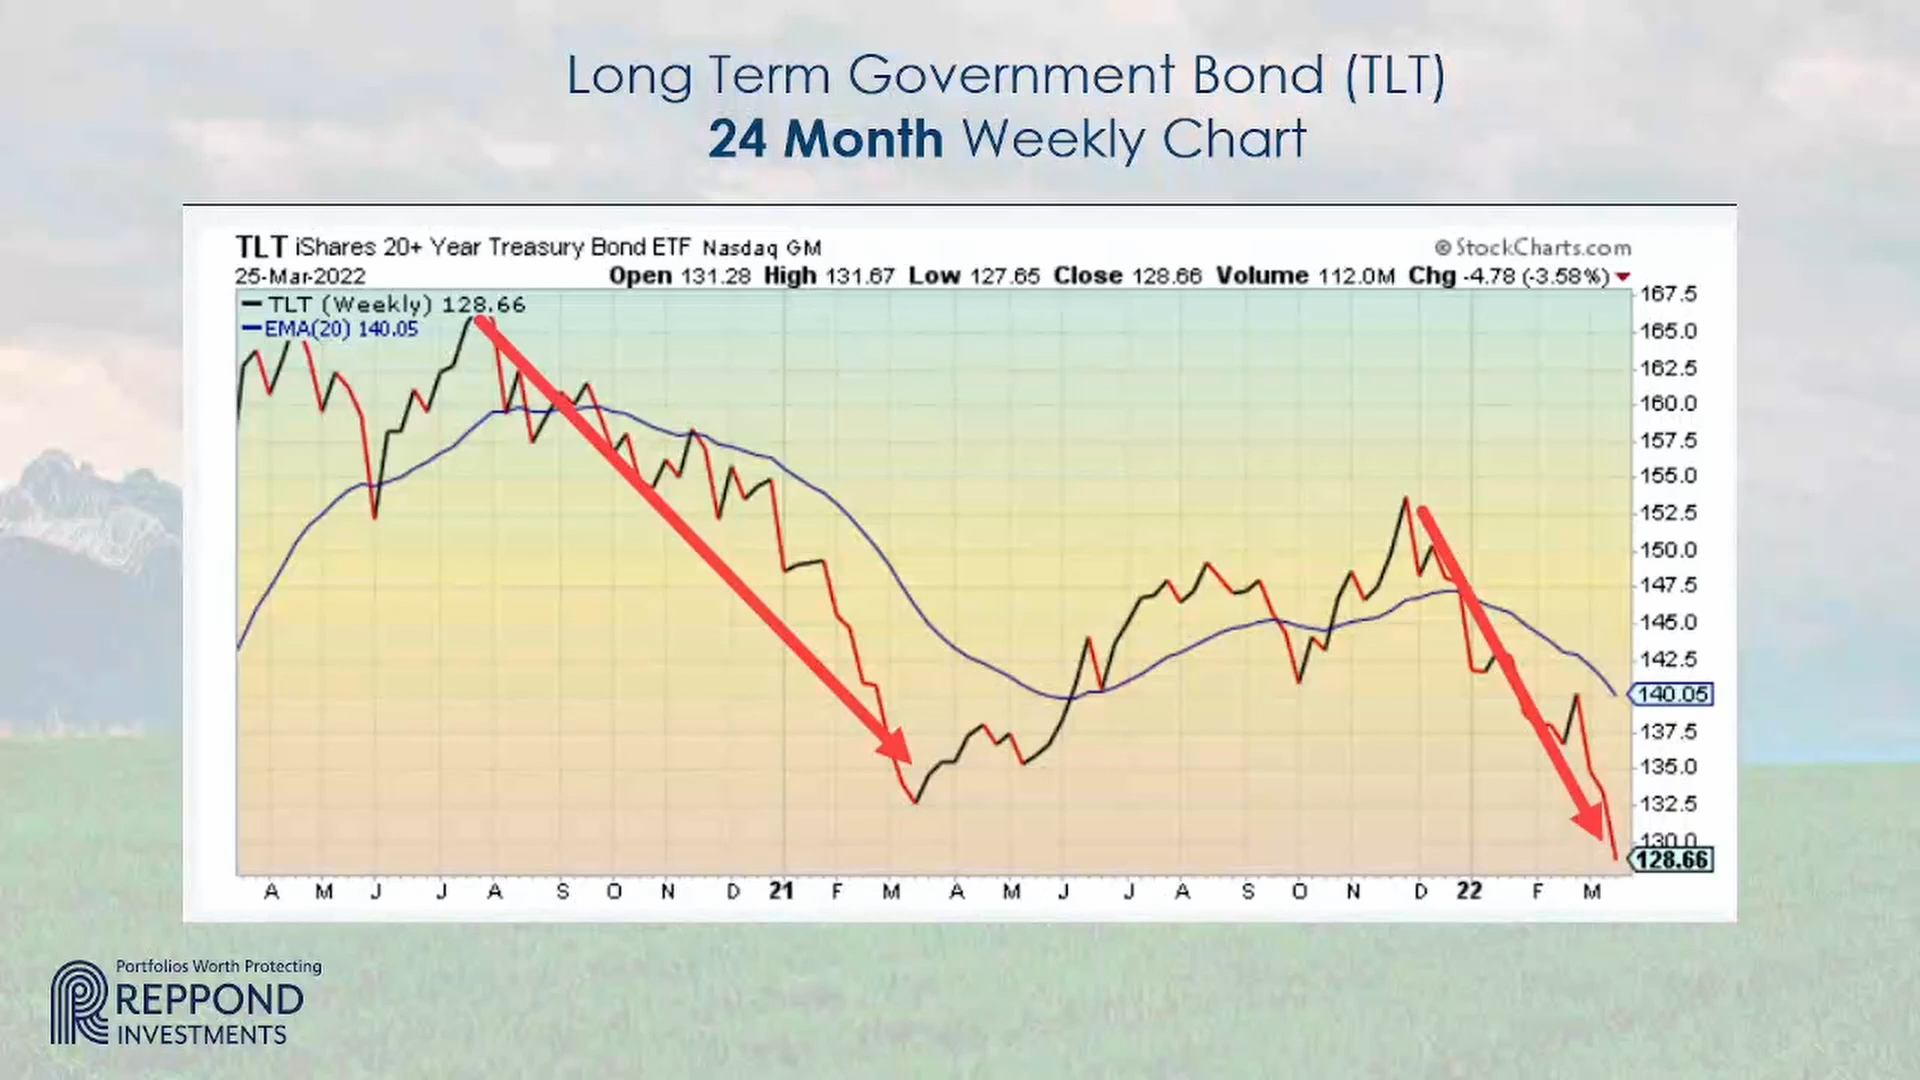 Long Term Government Bond (TLT)
24 Month Weekly Chart
TLT iShares 20+ Year Treasury Bond ETF Nasdaq GM
© StockCharts.com
25-Mar-2022
Open 131.28 High 131.67 Low 127.65 Close 128.66 Volume 112.0M Chg -4.78 (-3.58%)
TLT (Weekly) 128.66
EMA(20) 140.05
167.5
165.0
162.5
160.0
157.5
155.0
152.5
150.0
147.5
145.0
142.5
140.05
137.5
135.0
132.5
130.0
128.66
A M J J A S O N D 21 F M A M J J A S O N D 22 F M
Portfolios Worth Protecting
REPPOND
INVESTMENTS